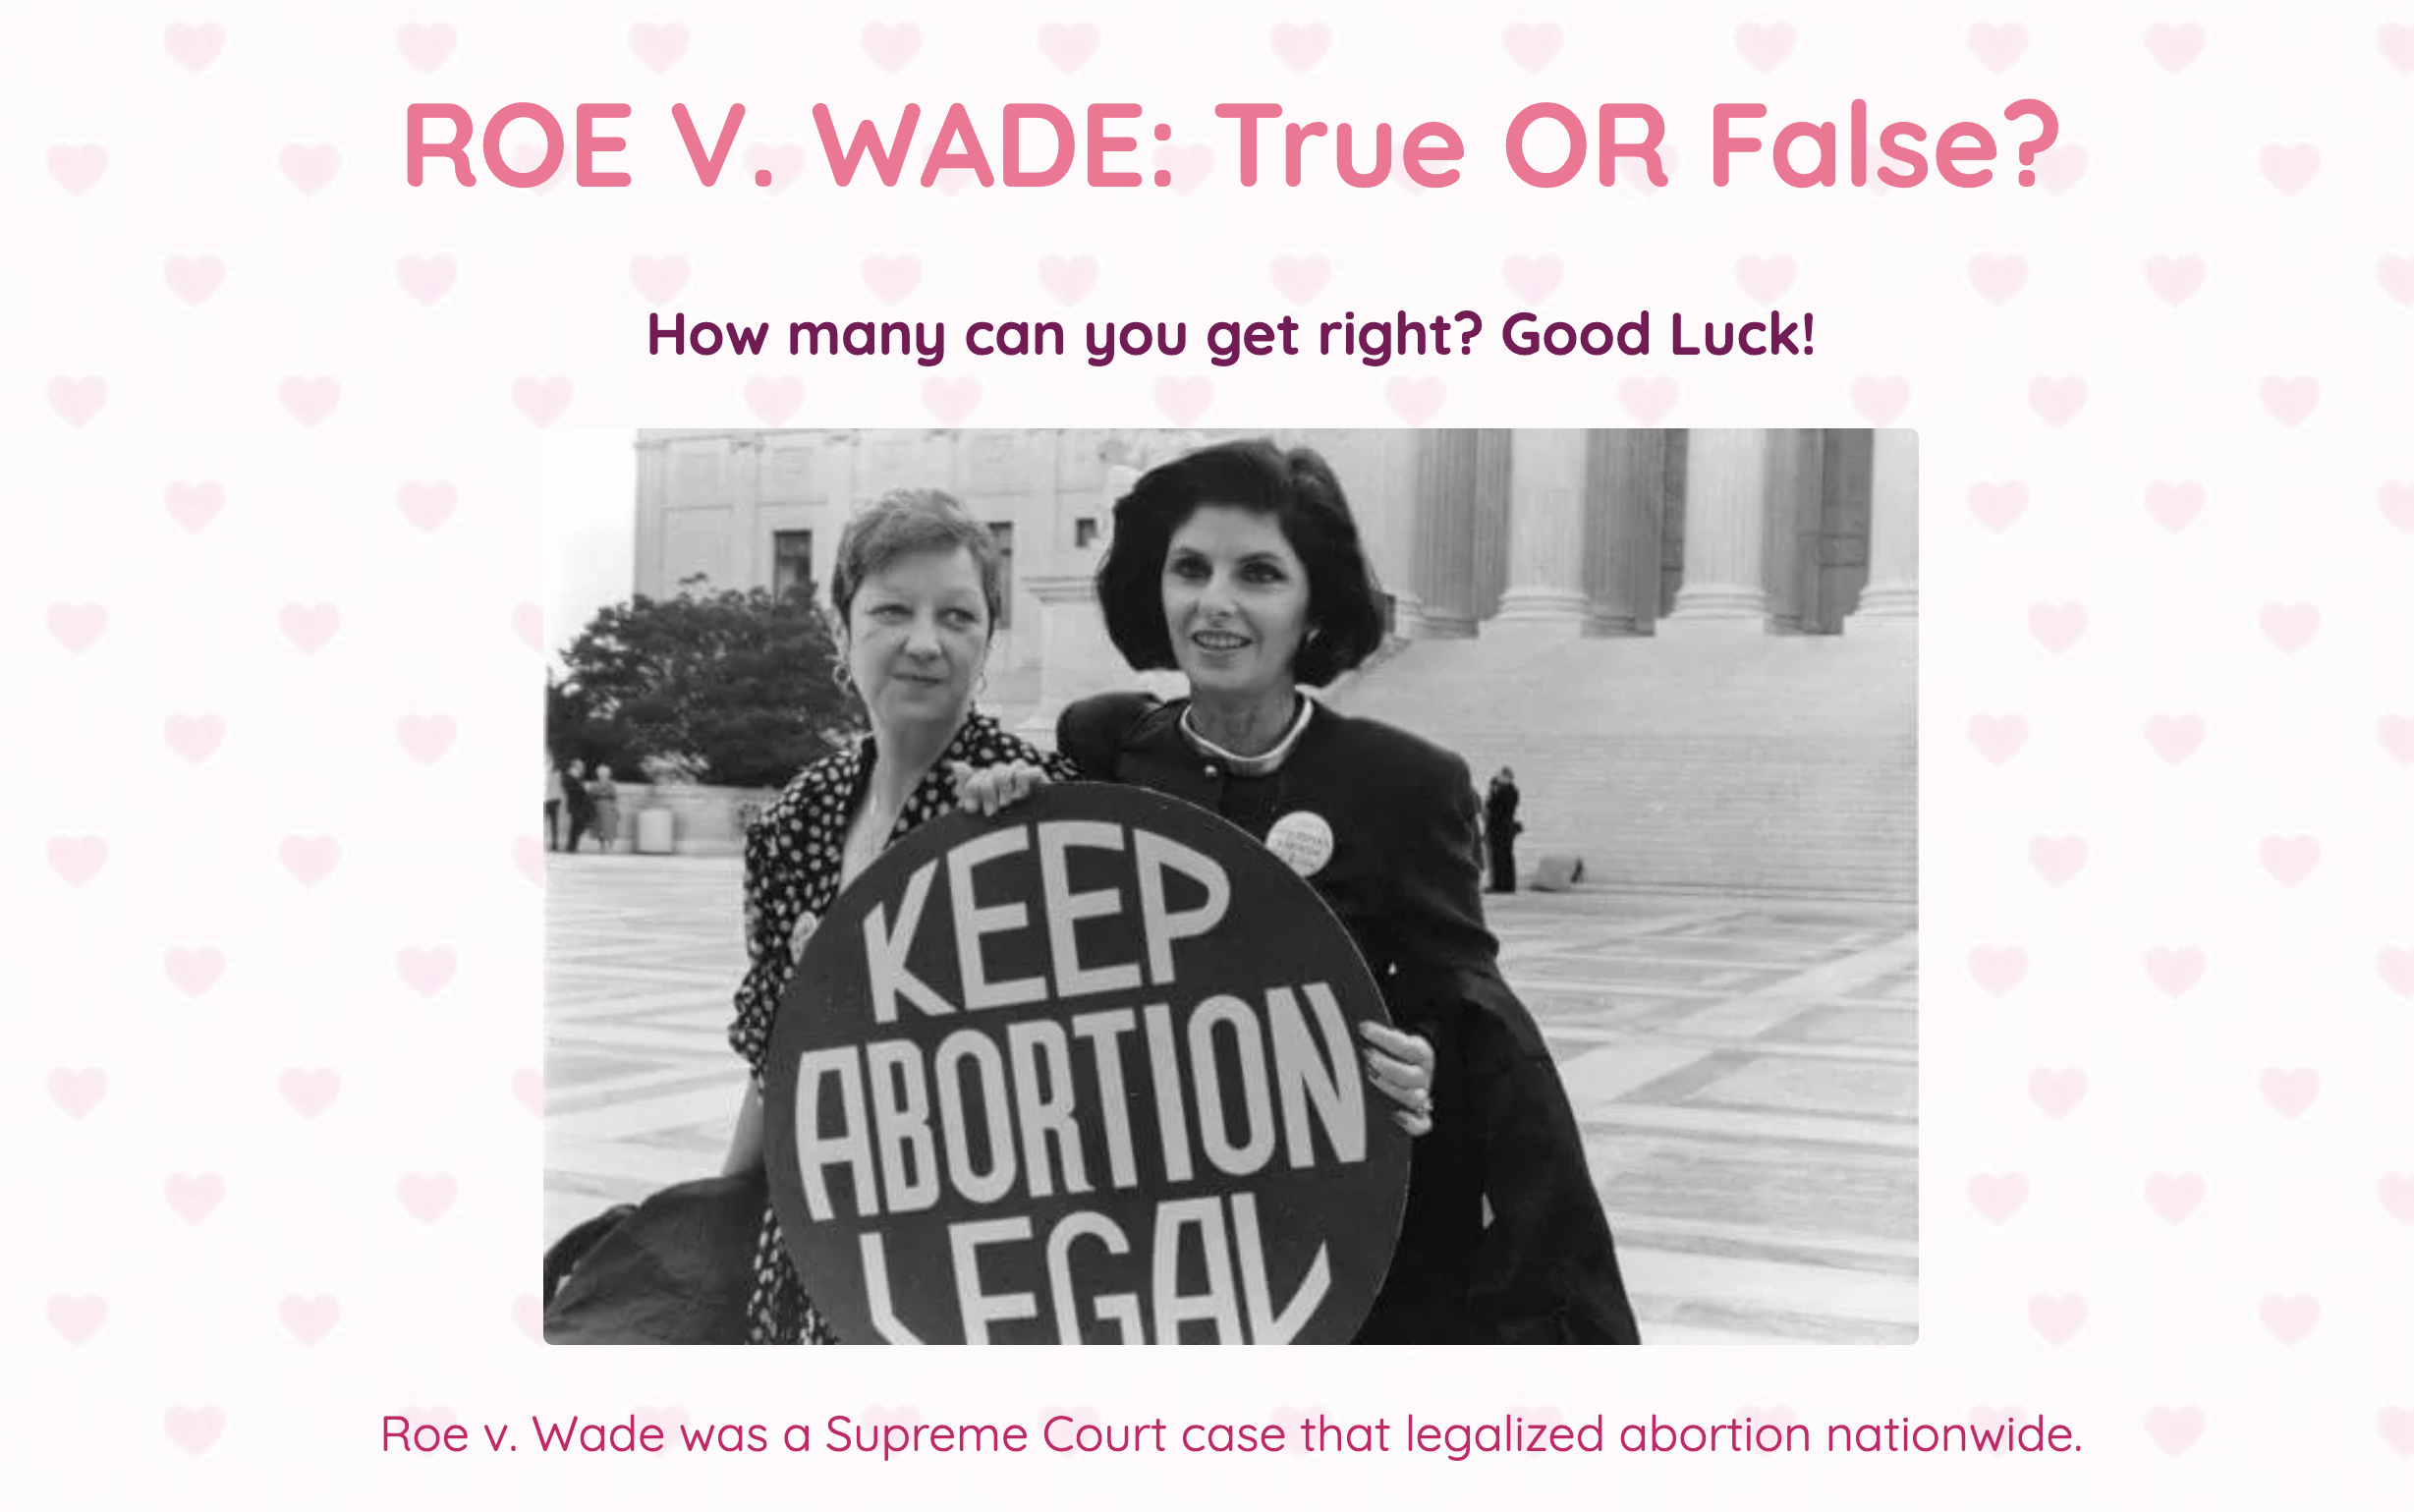 ROE V. WADE: True OR False?
How many can you get right? Good Luck!
KEEP
ABORTION
LEGAL
Roe v. Wade was a Supreme Court case that legalized abortion nationwide.